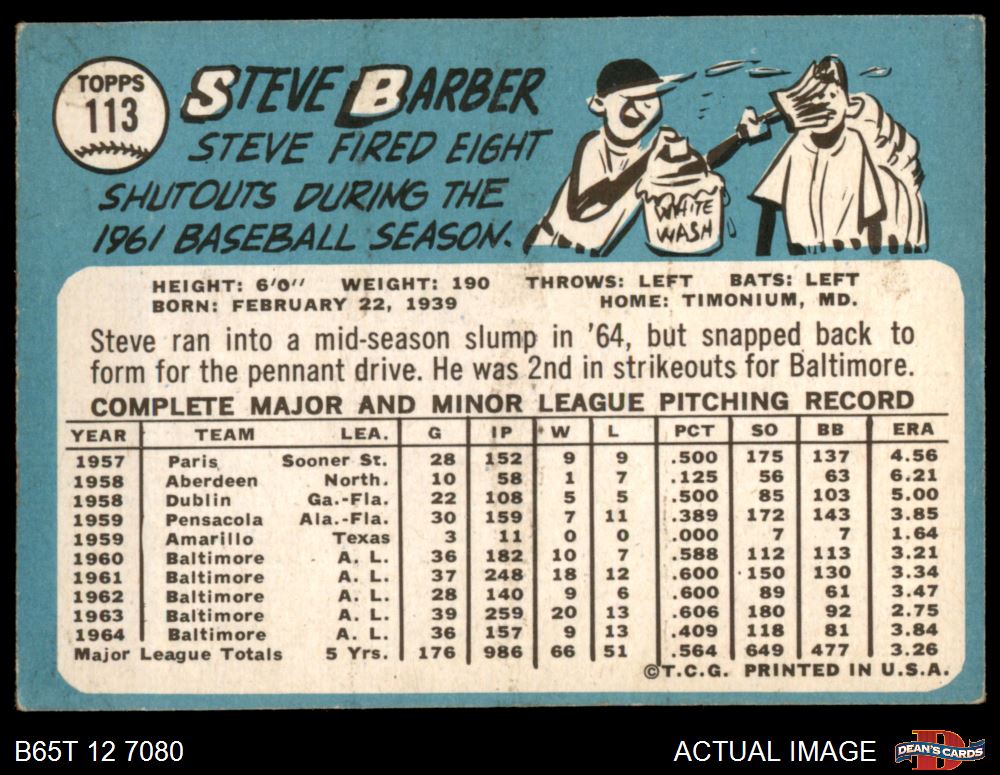 TOPPS
113
STEVE BARBER
STEVE FIRED EIGHT
SHUTOUTS DURING THE
1961 BASEBALL SEASON.
WHITE
WASH
HEIGHT: 6'0" WEIGHT: 190 THROWS: LEFT BATS: LEFT
BORN: FEBRUARY 22, 1939 HOME: TIMONIUM, MD.
Steve ran into a mid-season slump in '64, but snapped back to
form for the pennant drive. He was 2nd in strikeouts for Baltimore.
COMPLETE MAJOR AND MINOR LEAGUE PITCHING RECORD
YEAR TEAM LEA. G IP W L PCT SO BB ERA
1957 Paris Sooner St. 28 152 9 9 .500 175 137 4.56
1958 Aberdeen North. 10 58 1 7 .125 56 63 6.21
1958 Dublin Ga.-Fla. 22 108 5 5 .500 85 103 5.00
1959 Pensacola Ala.-Fla. 30 159 7 11 .389 172 143 3.85
1959 Amarillo Texas 3 11 0 0 .000 7 7 1.64
1960 Baltimore A. L. 36 182 10 7 .588 112 113 3.21
1961 Baltimore A. L. 37 248 18 12 .600 150 130 3.34
1962 Baltimore A. L. 28 140 9 6 .600 89 61 3.47
1963 Baltimore A. L. 39 259 20 13 .606 180 92 2.75
1964 Baltimore A. L. 36 157 9 13 .409 118 81 3.84
Major League Totals 5 Yrs. 176 986 66 51 .564 649 477 3.26
©T.C.G. PRINTED IN U.S.A.
B65T 12 7080 ACTUAL IMAGE DEAN'S CARDS